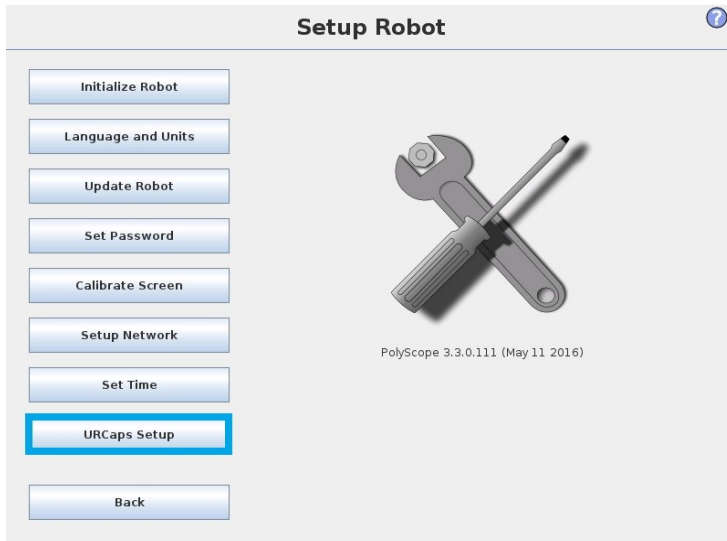 Setup Robot
?
Initialize Robot
Language and Units
Update Robot
Set Password
Calibrate Screen
Setup Network
PolyScope 3.3.0.111 (May 11 2016)
Set Time
URCaps Setup
Back